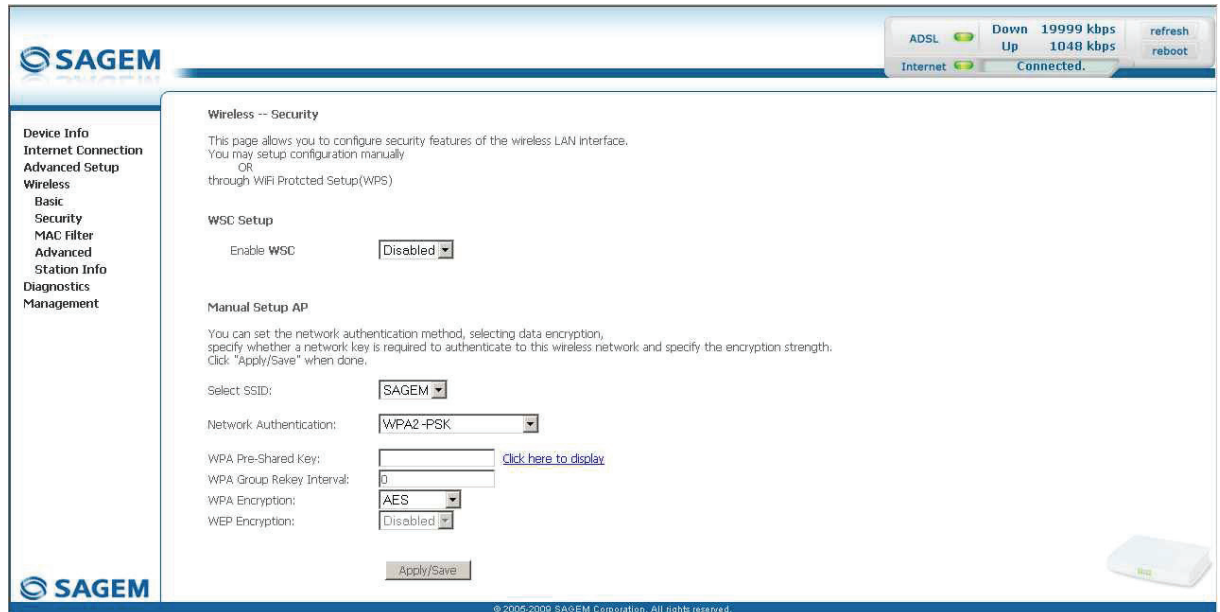 SAGEM
ADSL Down 19999 kbps
Up 1048 kbps
Internet Connected.
refresh
reboot
Device Info
Internet Connection
Advanced Setup
Wireless
Basic
Security
MAC Filter
Advanced
Station Info
Diagnostics
Management
Wireless -- Security
This page allows you to configure security features of the wireless LAN interface.
You may setup configuration manually
OR
through WiFi Protcted Setup(WPS)
WSC Setup
Enable WSC Disabled
Manual Setup AP
You can set the network authentication method, selecting data encryption,
specify whether a network key is required to authenticate to this wireless network and specify the encryption strength.
Click "Apply/Save" when done.
Select SSID: SAGEM
Network Authentication: WPA2-PSK
WPA Pre-Shared Key: Click here to display
WPA Group Rekey Interval: 0
WPA Encryption: AES
WEP Encryption: Disabled
Apply/Save
SAGEM
© 2005-2009 SAGEM Corporation. All rights reserved.